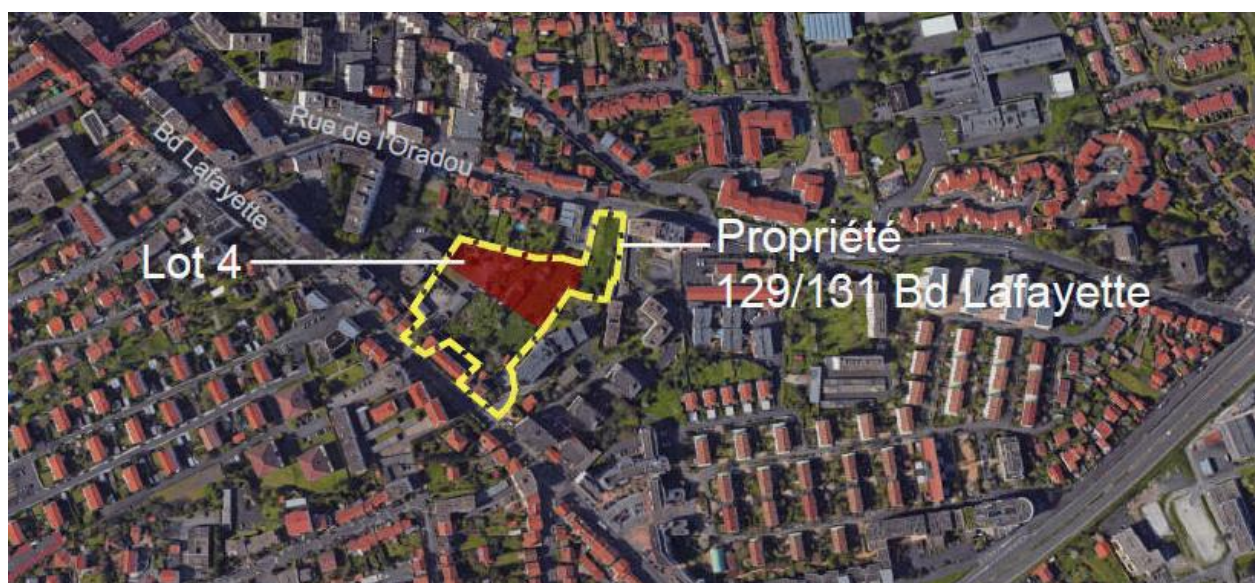 Rue de l'Oradou
Bd Lafayette
Propriété
Lot 4
129/131 Bd Lafayette